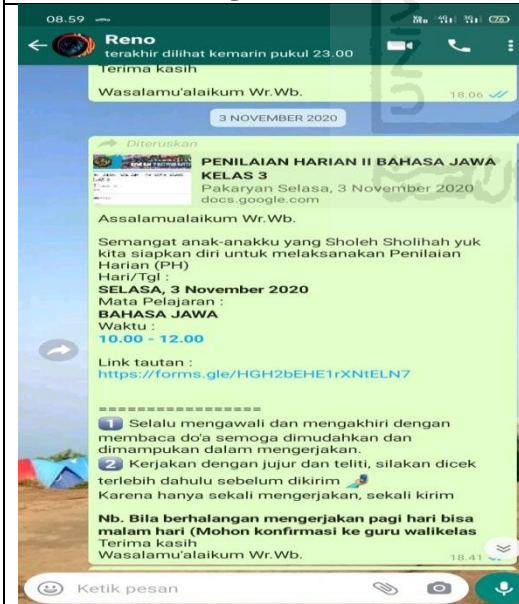 08.59
Reno
terakhir dilihat kemarin pukul 23.00
Terima kasih
Wasalamu'alaikum Wr.Wb.
18.06
3 NOVEMBER 2020
Diteruskan
PENILAIAN HARIAN II BAHASA JAWA
KELAS 3
Pakaryan Selasa, 3 November 2020
docs.google.com
Assalamualaikum Wr.Wb.
Semangat anak-anakku yang Sholeh Sholihah yuk
kita siapkan diri untuk melaksanakan Penilaian
Harian (PH)
Hari/Tgl :
SELASA, 3 November 2020
Mata Pelajaran :
BAHASA JAWA
Waktu :
10.00 - 12.00
Link tautan :
https://forms.gle/HGH2bEHE1rXNtELN7
==================
1 Selalu mengawali dan mengakhiri dengan
membaca do'a semoga dimudahkan dan
dimampukan dalam mengerjakan.
2 Kerjakan dengan jujur dan teliti, silakan dicek
terlebih dahulu sebelum dikirim
Karena hanya sekali mengerjakan, sekali kirim
Nb. Bila berhalangan mengerjakan pagi hari bisa
malam hari (Mohon konfirmasi ke guru walikelas
Terima kasih
Wasalamu'alaikum Wr.Wb.
18.41
Ketik pesan